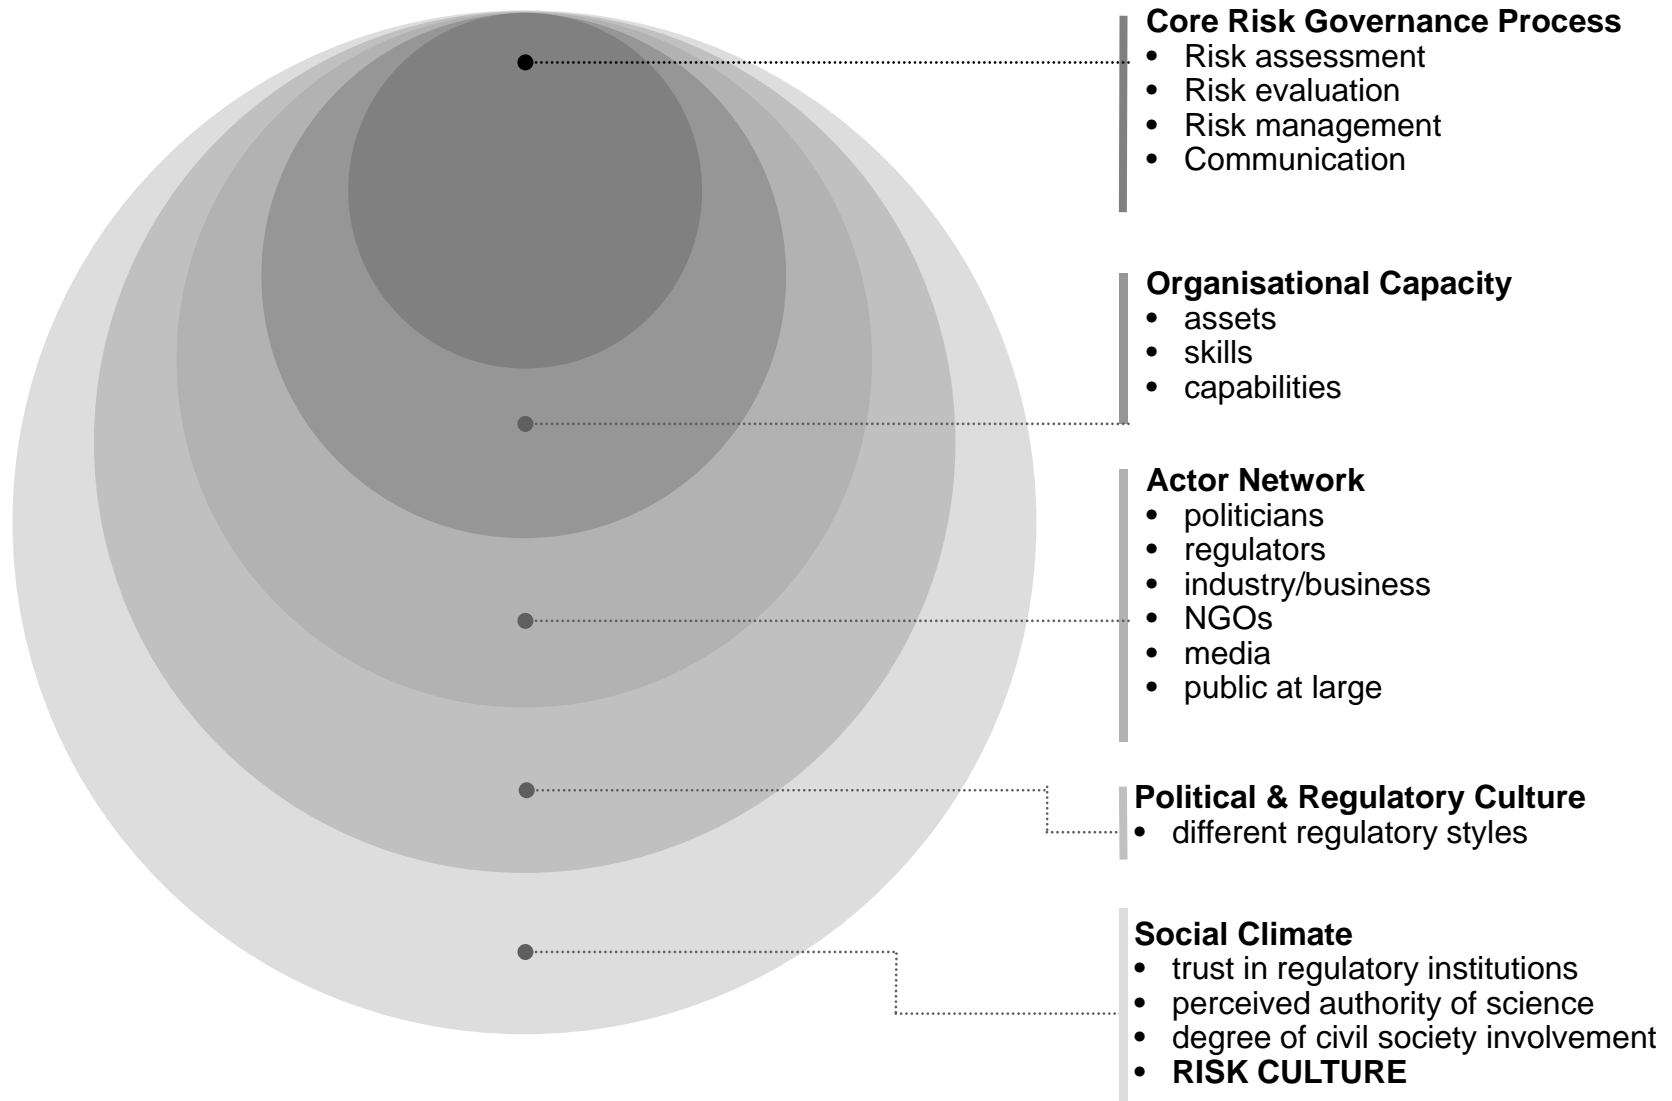 Core Risk Governance Process
• Risk assessment
• Risk evaluation
• Risk management
• Communication
Organisational Capacity
• assets
• skills
• capabilities
Actor Network
• politicians
• regulators
• industry/business
• NGOs
• media
• public at large
Political & Regulatory Culture
• different regulatory styles
Social Climate
• trust in regulatory institutions
• perceived authority of science
• degree of civil society involvement
• RISK CULTURE